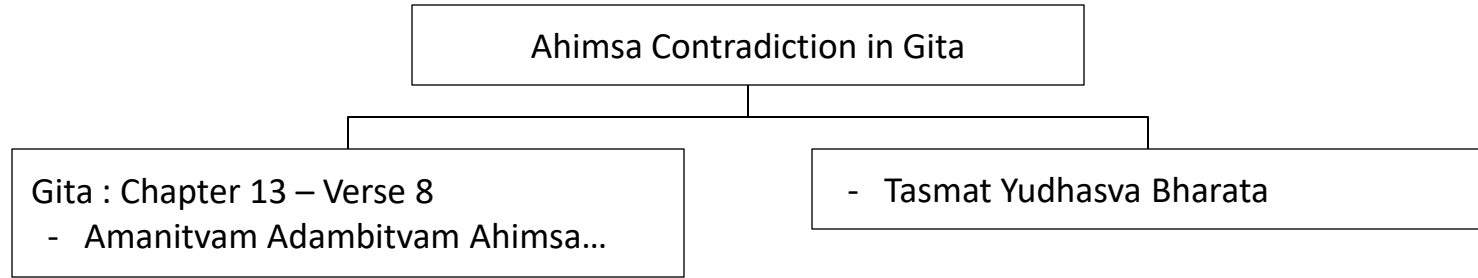 Ahimsa Contradiction in Gita
Gita : Chapter 13 – Verse 8
- Amanitvam Adambitvam Ahimsa…
- Tasmat Yudhasva Bharata